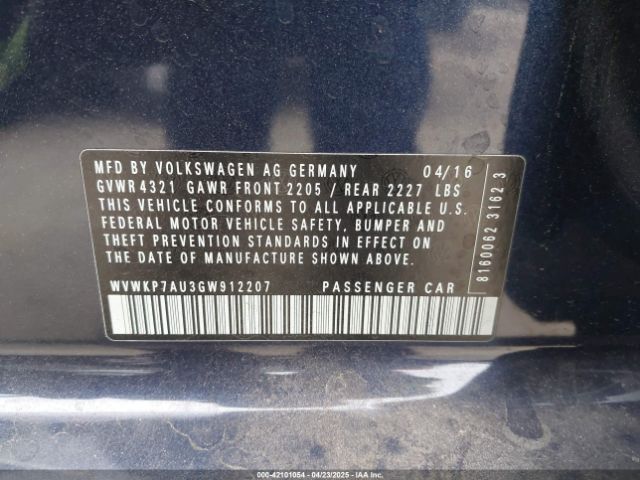 MFD BY VOLKSWAGEN AG GERMANY 04/16
GVWR 4321 GAWR FRONT 2205 / REAR 2227 LBS
THIS VEHICLE CONFORMS TO ALL APPLICABLE U.S.
FEDERAL MOTOR VEHICLE SAFETY, BUMPER AND
THEFT PREVENTION STANDARDS IN EFFECT ON
THE DATE OF MANUFACTURE SHOWN ABOVE.
WVWKP7AU3GW912207 PASSENGER CAR
8160062 3162 3
000-42101054 - 04/23/2025 - Copyright IAA, Inc.